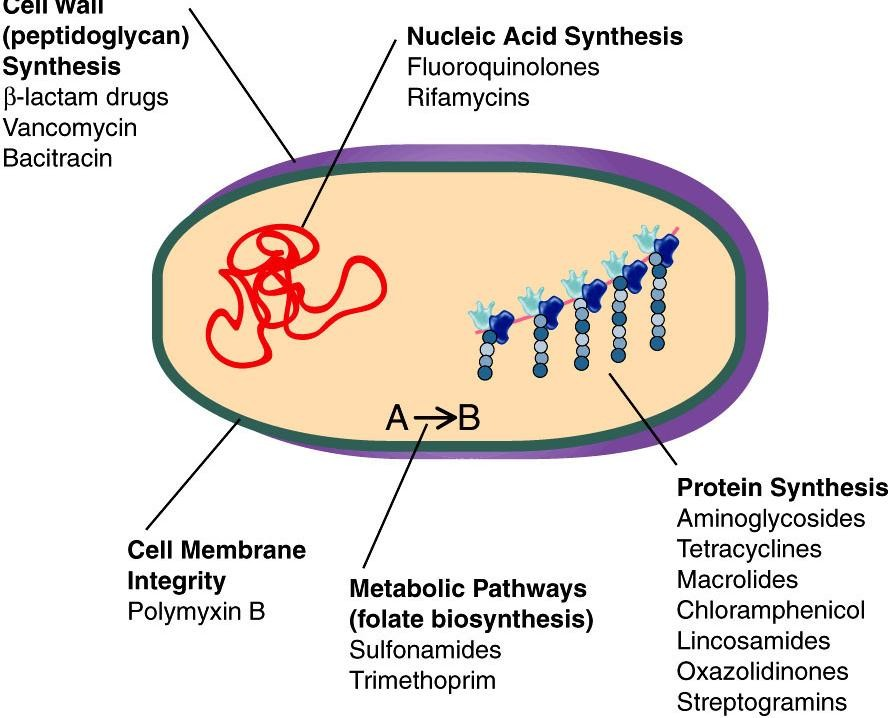 Cell Wall
(peptidoglycan)
Synthesis
β-lactam drugs
Vancomycin
Bacitracin
Nucleic Acid Synthesis
Fluoroquinolones
Rifamycins
A → B
Cell Membrane
Integrity
Polymyxin B
Metabolic Pathways
(folate biosynthesis)
Sulfonamides
Trimethoprim
Protein Synthesis
Aminoglycosides
Tetracyclines
Macrolides
Chloramphenicol
Lincosamides
Oxazolidinones
Streptogramins